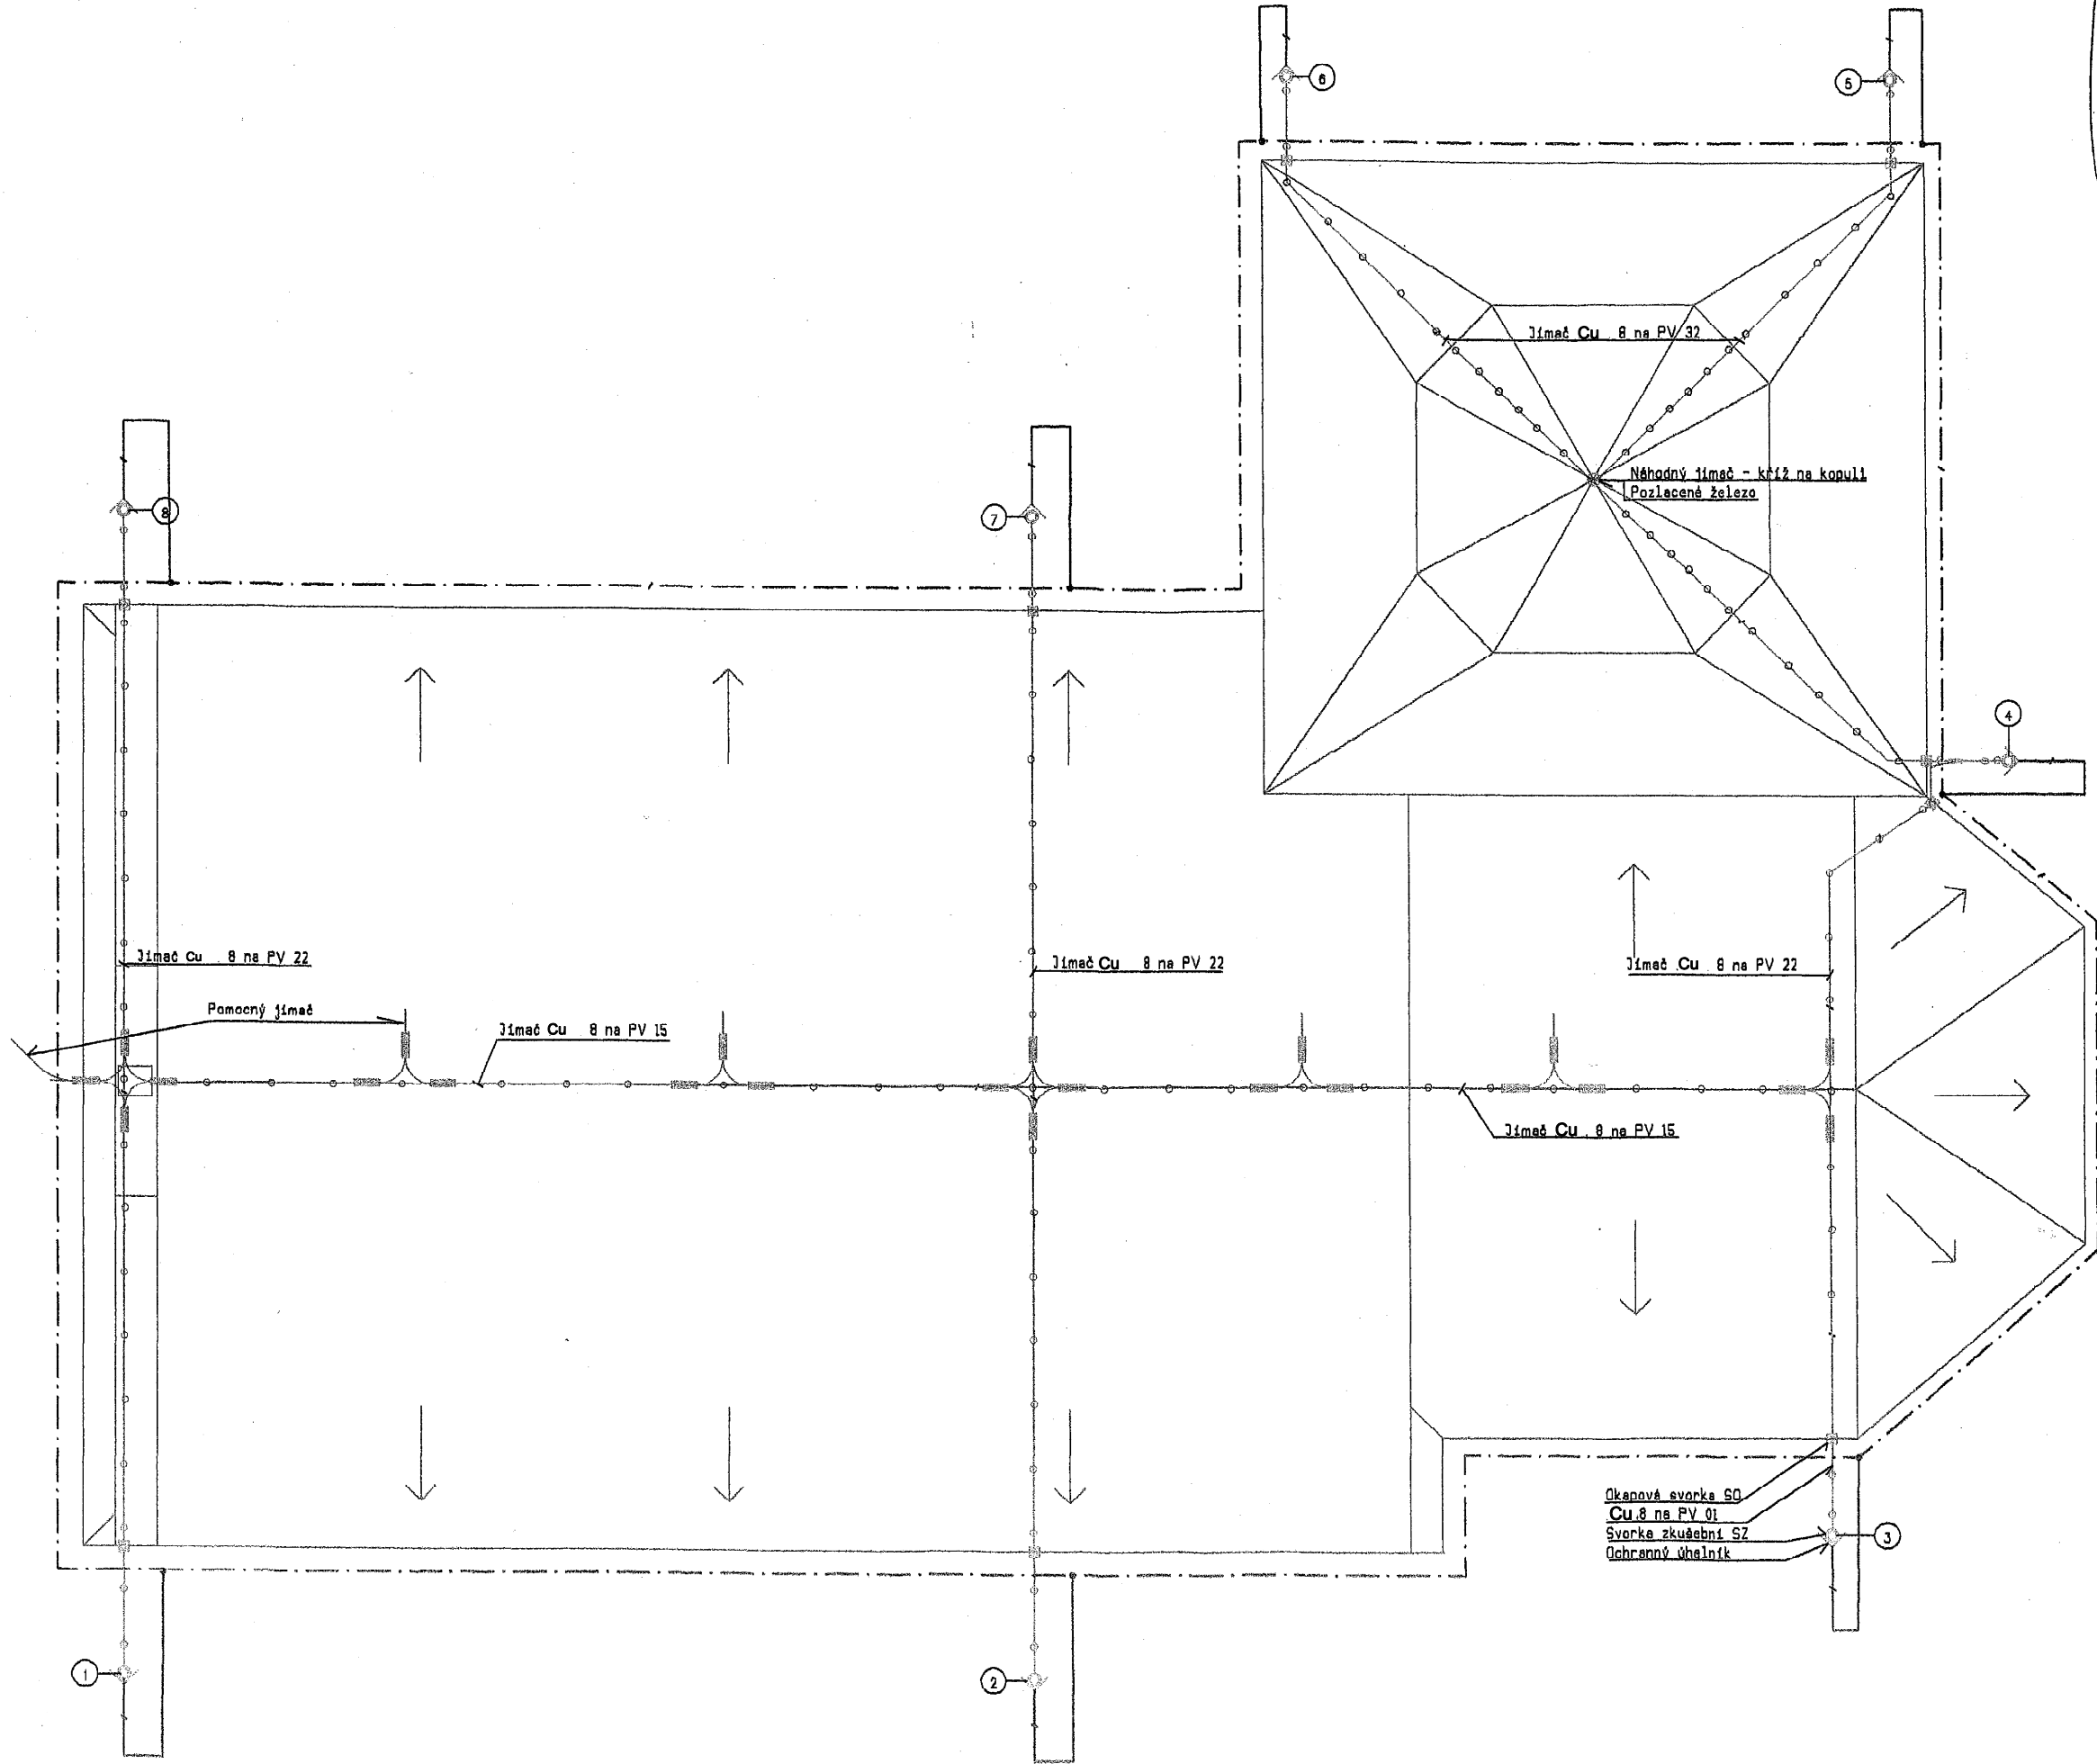 6
5
Jímač Cu 8 na PV 32
Náhodný jímač - kříž na kopuli
Pozlacené železo
8
7
4
Jímač Cu 8 na PV 22
Jímač Cu 8 na PV 22
Jímač Cu 8 na PV 22
Pomocný jímač
Jímač Cu 8 na PV 15
Jímač Cu 8 na PV 15
Okapová svorka SO
Cu 8 na PV 01
Svorka zkušební SZ
Ochranný úhelník
3
1
2